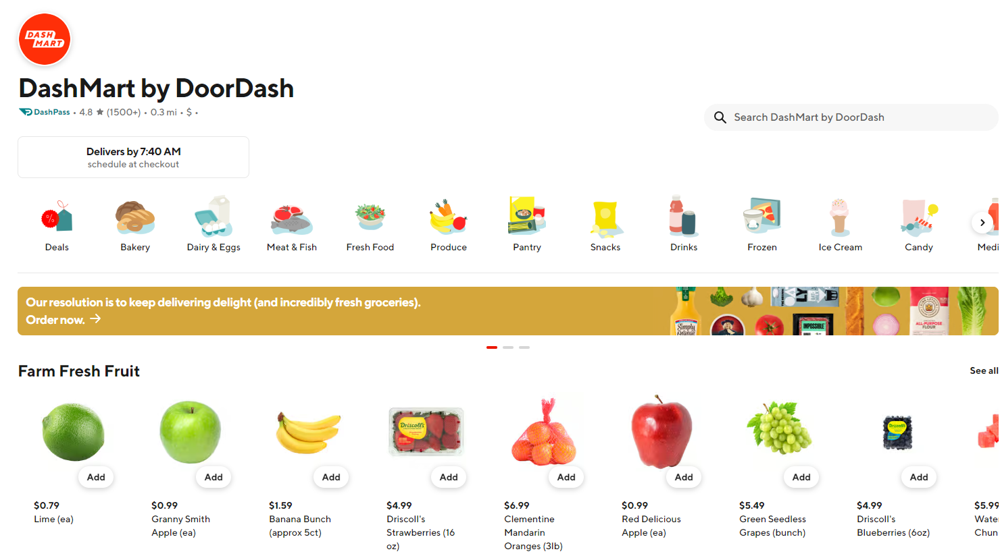 DASH
MART
DashMart by DoorDash
DashPass • 4.8 ★ (1500+) • 0.3 mi • $ •
Search DashMart by DoorDash
Delivers by 7:40 AM
schedule at checkout
%
Deals
Bakery
Dairy & Eggs
Meat & Fish
Fresh Food
Produce
Pantry
Snacks
Drinks
Frozen
Ice Cream
Candy
Medi
Our resolution is to keep delivering delight (and incredibly fresh groceries).
Order now. →
Simply
Orange
IMPOSSIBLE
ALL-PURPOSE
FLOUR
Farm Fresh Fruit
See all
Driscoll's
Driscoll's
Add
Add
Add
Add
Add
Add
Add
Add
$0.79
Lime (ea)
$0.99
Granny Smith
Apple (ea)
$1.59
Banana Bunch
(approx 5ct)
$4.99
Driscoll's
Strawberries (16
oz)
$6.99
Clementine
Mandarin
Oranges (3lb)
$0.99
Red Delicious
Apple (ea)
$5.49
Green Seedless
Grapes (bunch)
$4.99
Driscoll's
Blueberries (6oz)
$5.99
Wate
Chun